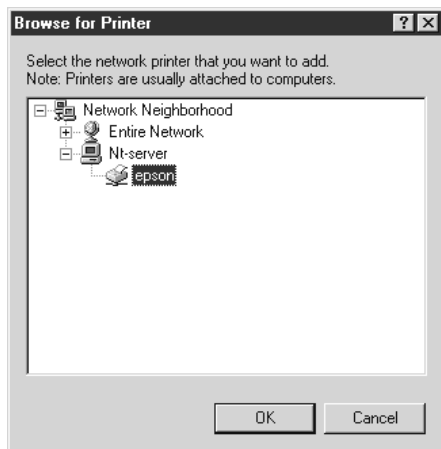 Browse for Printer
Select the network printer that you want to add.
Note: Printers are usually attached to computers.
Network Neighborhood
Entire Network
Nt-server
epson
OK Cancel